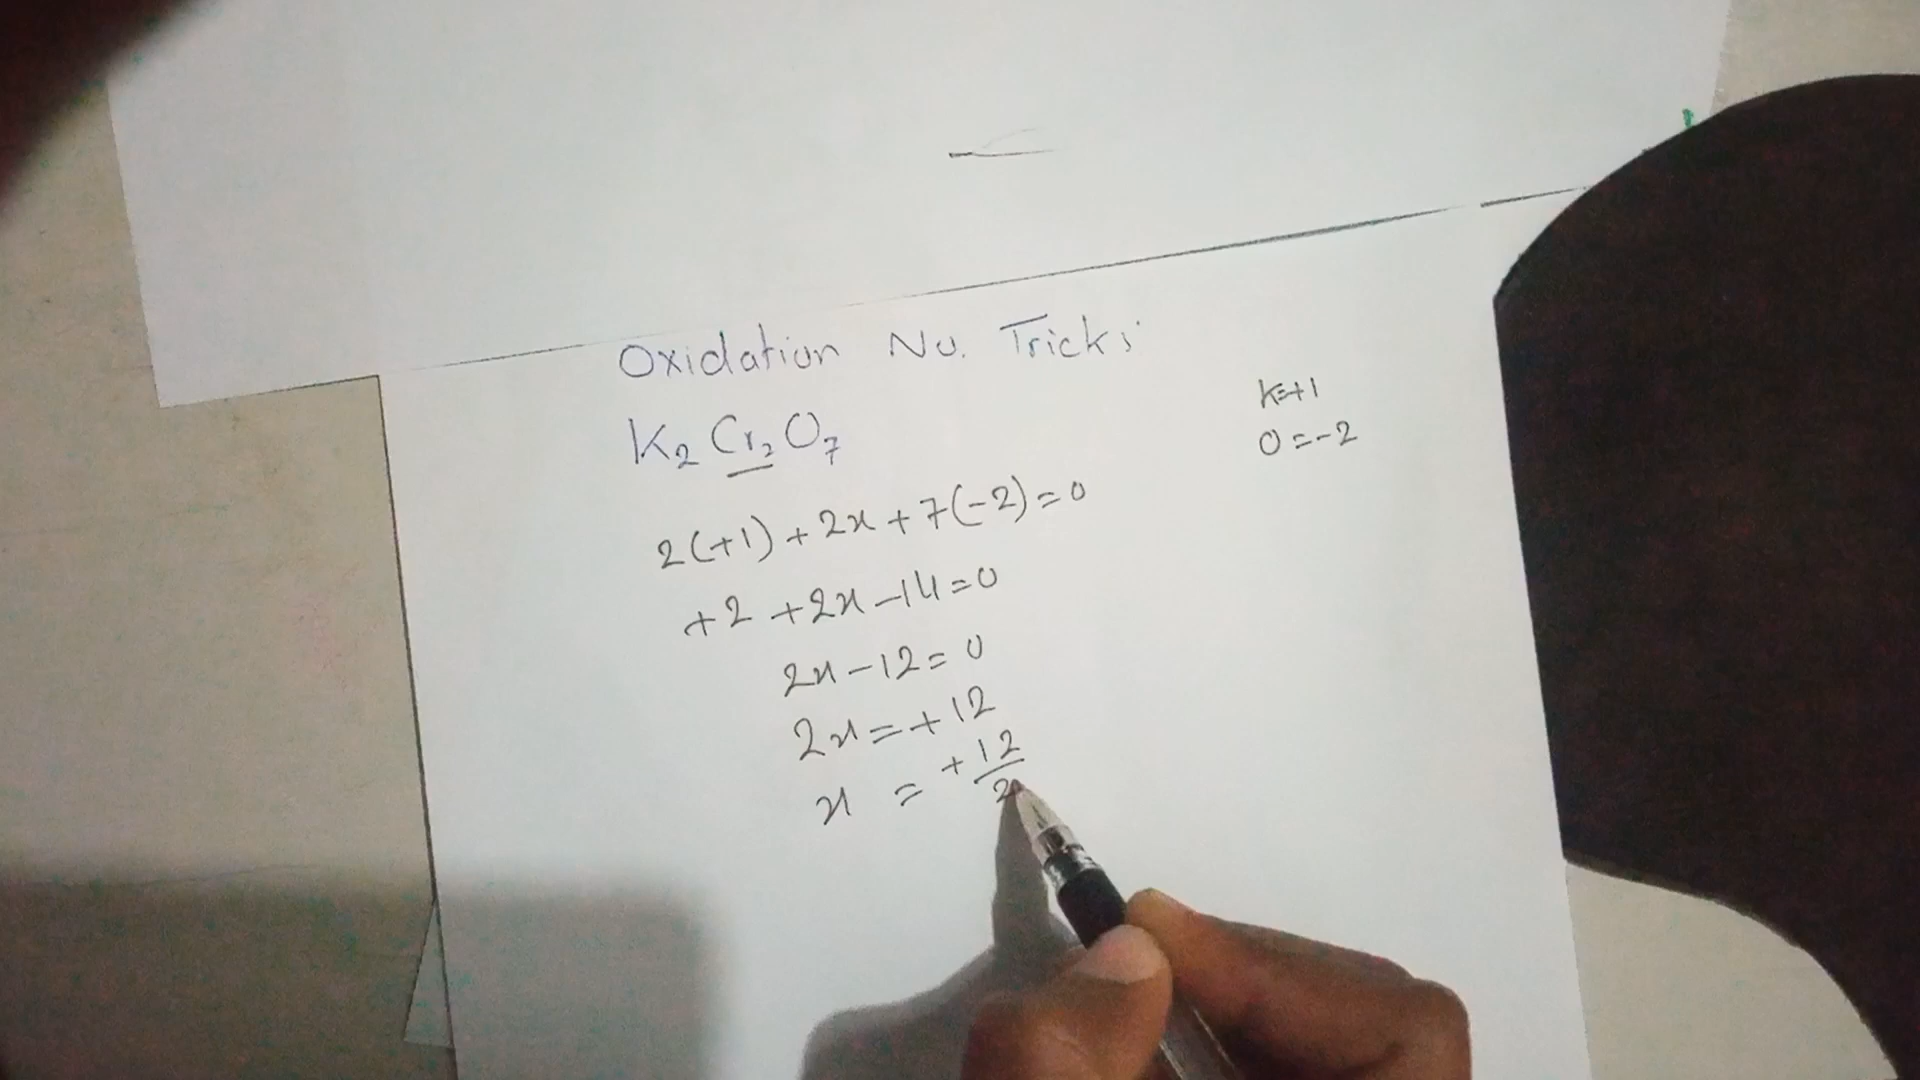 Oxidation No. Tricks
K=+1
O=-2
K2Cr2O7
2(+1)+2x+7(-2)=0
+2+2x-14=0
2x-12=0
2x=+12
x=+12/2